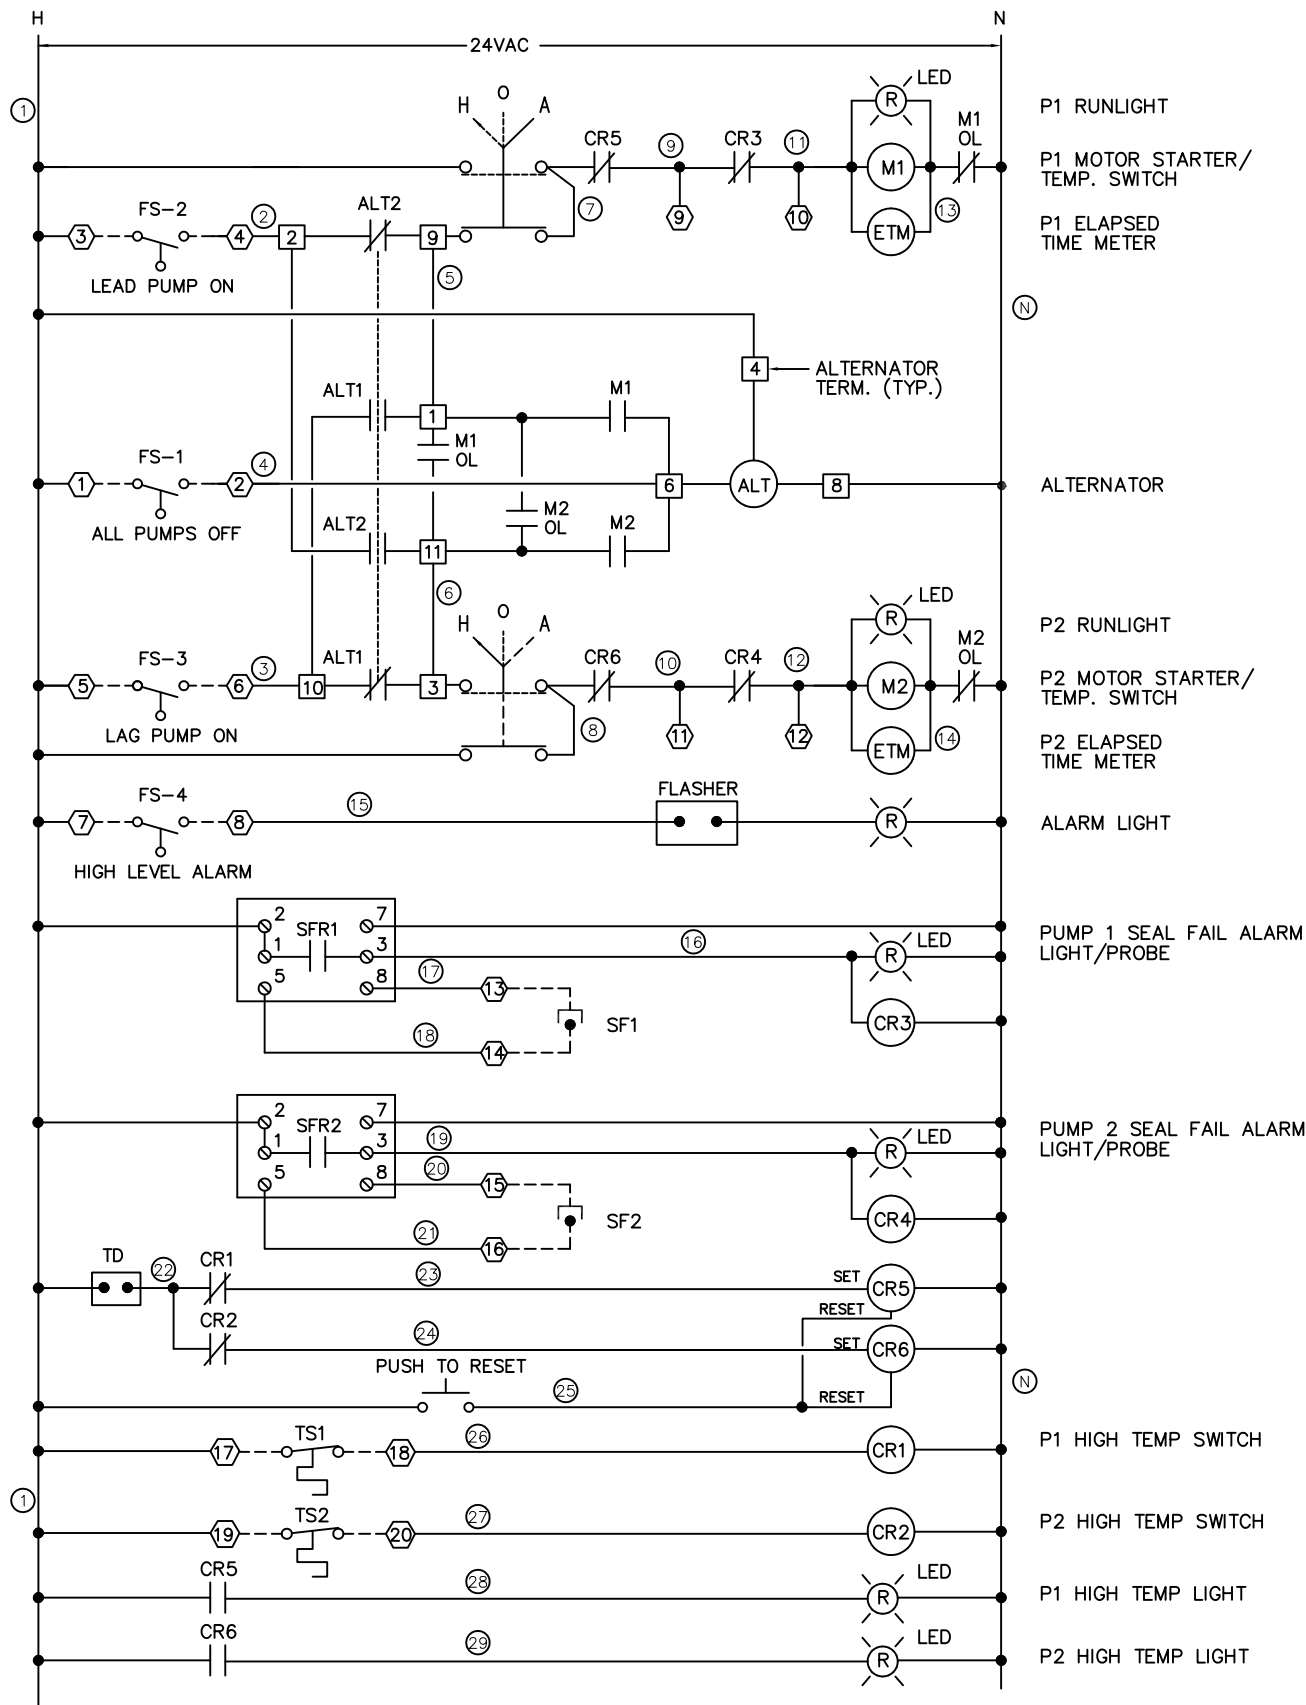 H
N
24VAC
1
H
O
A
CR5
9
CR3
11
R
LED
M1
OL
P1 RUNLIGHT
M1
P1 MOTOR STARTER/
TEMP. SWITCH
9
10
7
13
ETM
P1 ELAPSED
TIME METER
3
FS-2
4
2
2
ALT2
9
LEAD PUMP ON
5
N
4
ALTERNATOR
TERM. (TYP.)
ALT1
1
M1
M1
OL
1
FS-1
2
4
6
ALT
8
ALTERNATOR
ALL PUMPS OFF
M2
OL
ALT2
11
M2
6
H
O
A
R
LED
P2 RUNLIGHT
5
FS-3
6
3
10
ALT1
3
CR6
10
CR4
12
M2
M2
OL
P2 MOTOR STARTER/
TEMP. SWITCH
LAG PUMP ON
11
12
8
14
ETM
P2 ELAPSED
TIME METER
7
FS-4
8
15
FLASHER
R
ALARM LIGHT
HIGH LEVEL ALARM
2
7
PUMP 1 SEAL FAIL ALARM
LIGHT/PROBE
SFR1
1
3
16
R
LED
5
8
17
13
SF1
CR3
18
14
2
7
PUMP 2 SEAL FAIL ALARM
LIGHT/PROBE
SFR2
1
3
19
R
LED
5
8
20
15
SF2
CR4
21
16
TD
22
CR1
23
SET
CR5
RESET
CR2
24
SET
CR6
PUSH TO RESET
25
RESET
N
17
TS1
18
26
CR1
P1 HIGH TEMP SWITCH
1
19
TS2
20
27
CR2
P2 HIGH TEMP SWITCH
CR5
28
R
LED
P1 HIGH TEMP LIGHT
CR6
29
R
LED
P2 HIGH TEMP LIGHT